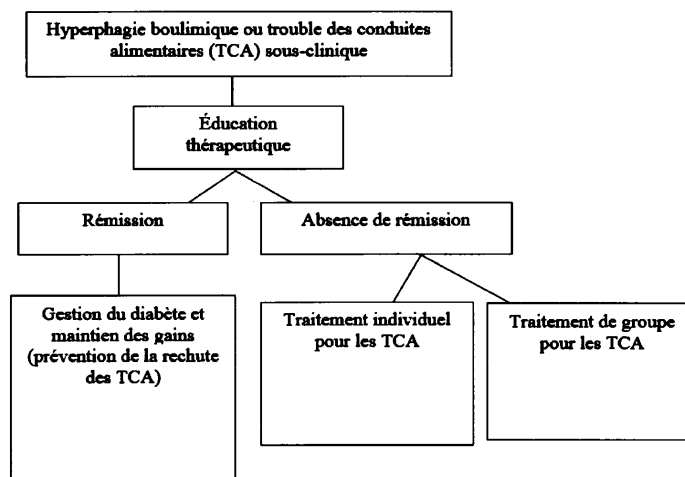 Hyperphagie boulimique ou trouble des conduites
alimentaires (TCA) sous-clinique
Éducation
thérapeutique
Rémission
Absence de rémission
Gestion du diabète et
maintien des gains
(prévention de la rechute
des TCA)
Traitement individuel
pour les TCA
Traitement de groupe
pour les TCA